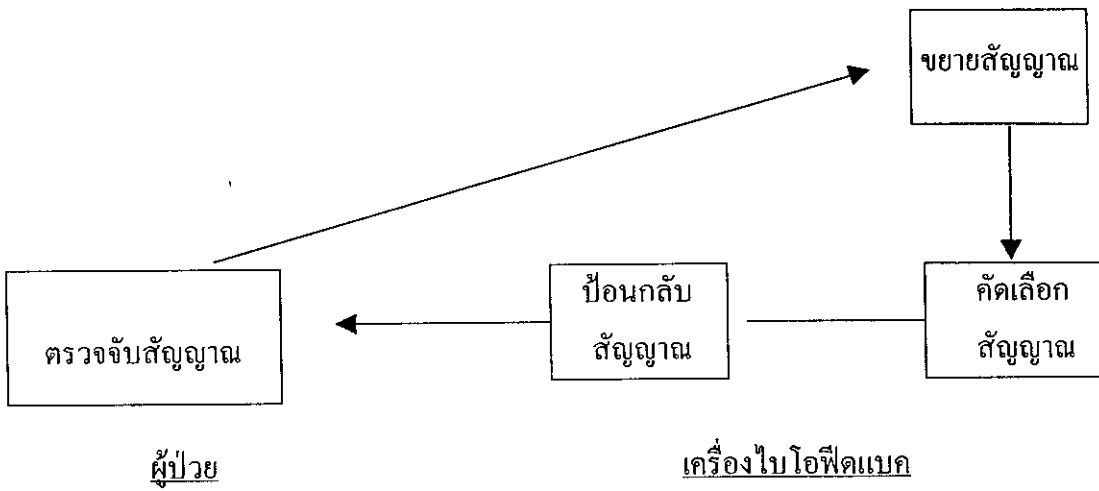 ขยายสัญญาณ
ป้อนกลับ
สัญญาณ
คัดเลือก
สัญญาณ
ตรวจจับสัญญาณ
ผู้ป่วย
เครื่องไบโอฟีดแบค